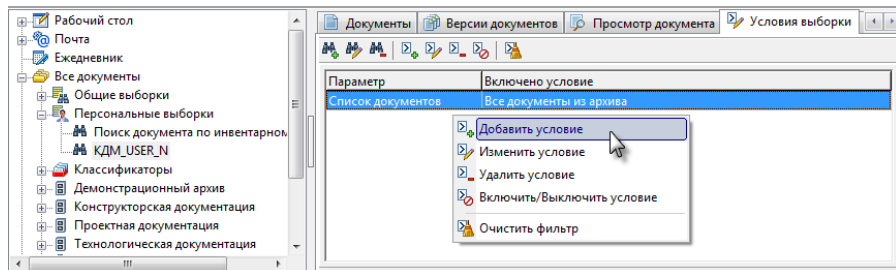 Рабочий стол
Почта
Ежедневник
Все документы
Общие выборки
Персональные выборки
Поиск документа по инвентарном
КДМ_USER_N
Классификаторы
Демонстрационный архив
Конструкторская документация
Проектная документация
Технологическая документация
Документы Версии документов Просмотр документа Условия выборки
Параметр Включено условие
Список документов Все документы из архива
Добавить условие
Изменить условие
Удалить условие
Включить/Выключить условие
Очистить фильтр